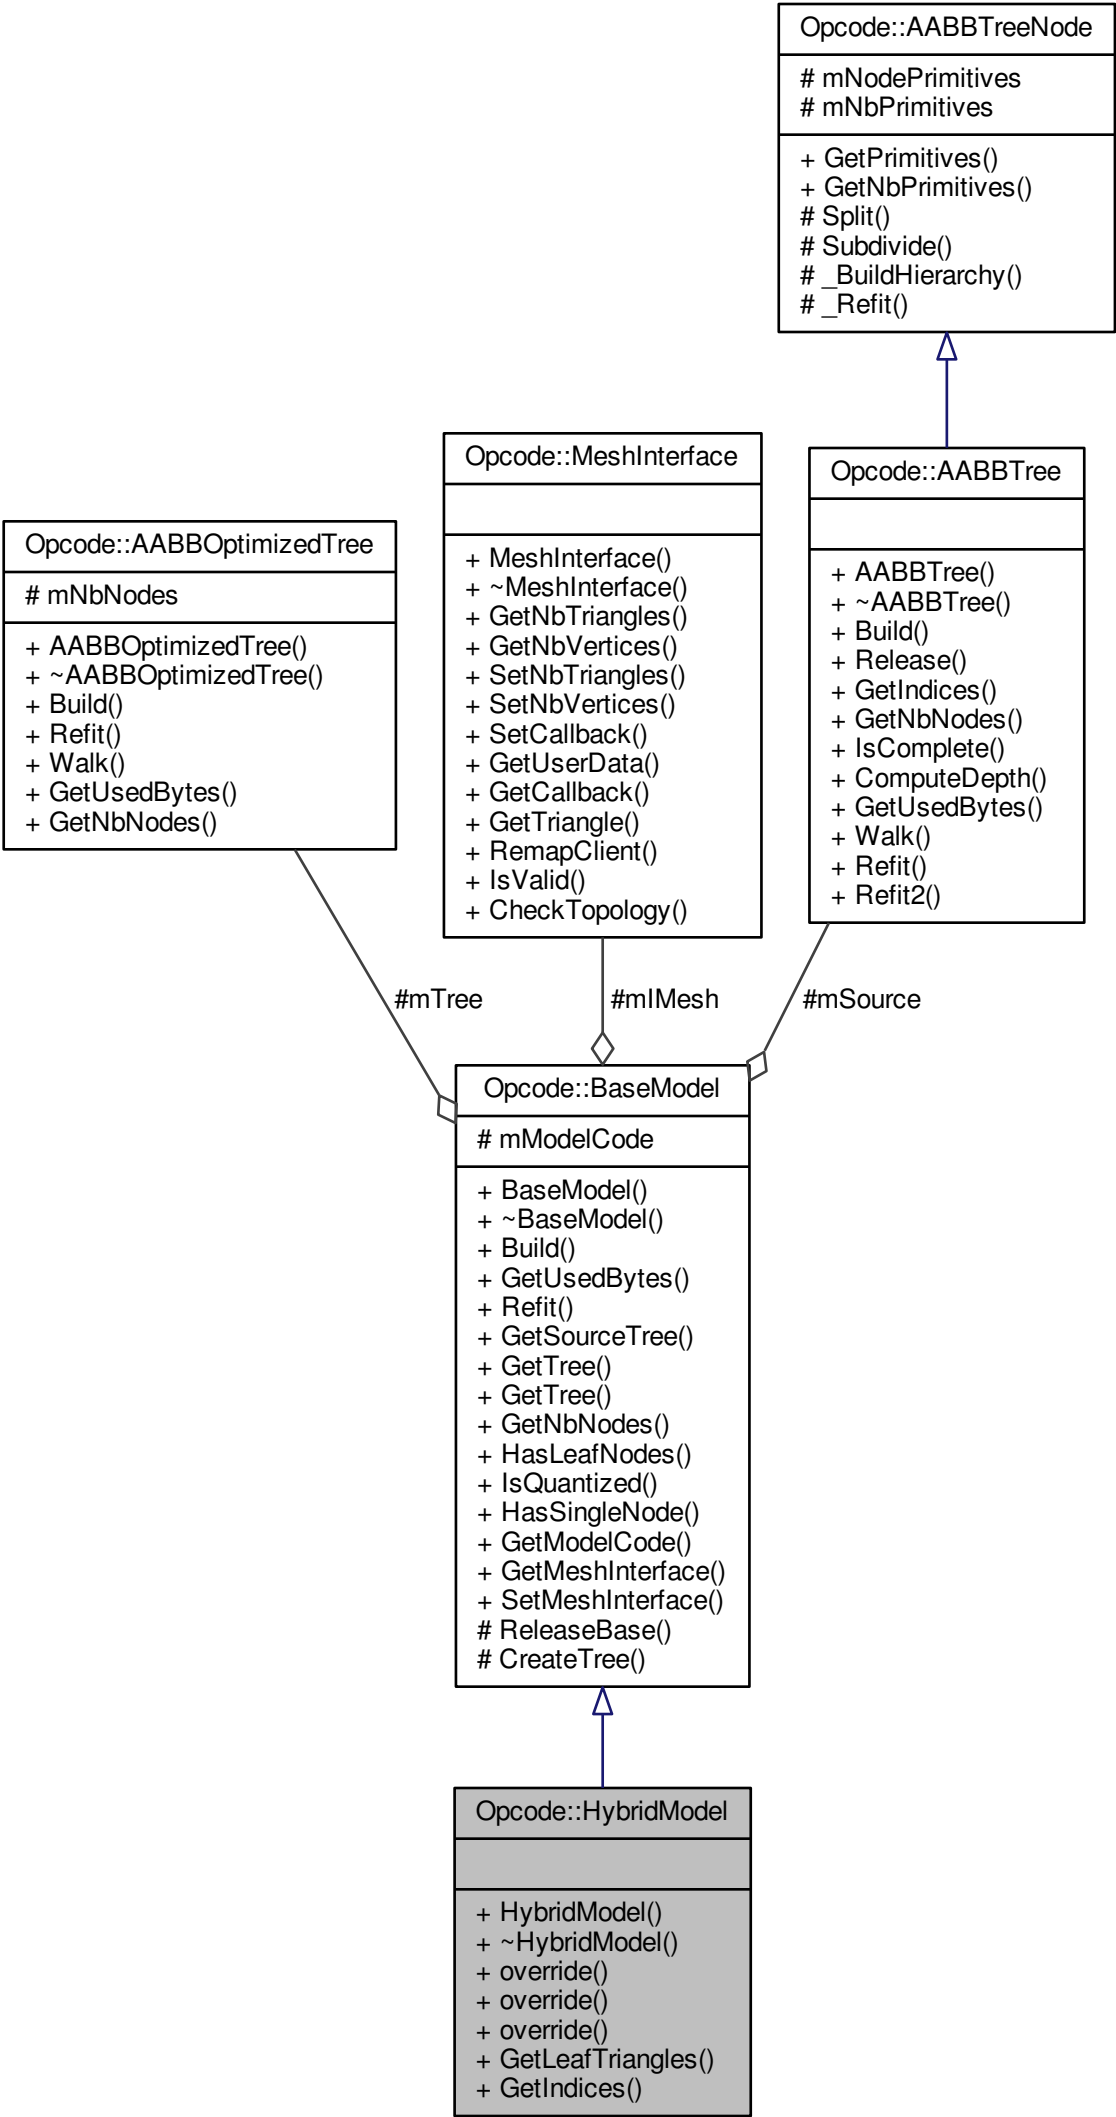 Opcode::AABBTreeNode
# mNodePrimitives
# mNbPrimitives
+ GetPrimitives()
+ GetNbPrimitives()
# Split()
# Subdivide()
# _BuildHierarchy()
# _Refit()
Opcode::AABBOptimizedTree
# mNbNodes
+ AABBOptimizedTree()
+ ~AABBOptimizedTree()
+ Build()
+ Refit()
+ Walk()
+ GetUsedBytes()
+ GetNbNodes()
Opcode::MeshInterface
+ MeshInterface()
+ ~MeshInterface()
+ GetNbTriangles()
+ GetNbVertices()
+ SetNbTriangles()
+ SetNbVertices()
+ SetCallback()
+ GetUserData()
+ GetCallback()
+ GetTriangle()
+ RemapClient()
+ IsValid()
+ CheckTopology()
Opcode::AABBTree
+ AABBTree()
+ ~AABBTree()
+ Build()
+ Release()
+ GetIndices()
+ GetNbNodes()
+ IsComplete()
+ ComputeDepth()
+ GetUsedBytes()
+ Walk()
+ Refit()
+ Refit2()
#mTree
#mIMesh
#mSource
Opcode::BaseModel
# mModelCode
+ BaseModel()
+ ~BaseModel()
+ Build()
+ GetUsedBytes()
+ Refit()
+ GetSourceTree()
+ GetTree()
+ GetTree()
+ GetNbNodes()
+ HasLeafNodes()
+ IsQuantized()
+ HasSingleNode()
+ GetModelCode()
+ GetMeshInterface()
+ SetMeshInterface()
# ReleaseBase()
# CreateTree()
Opcode::HybridModel
+ HybridModel()
+ ~HybridModel()
+ override()
+ override()
+ override()
+ GetLeafTriangles()
+ GetIndices()